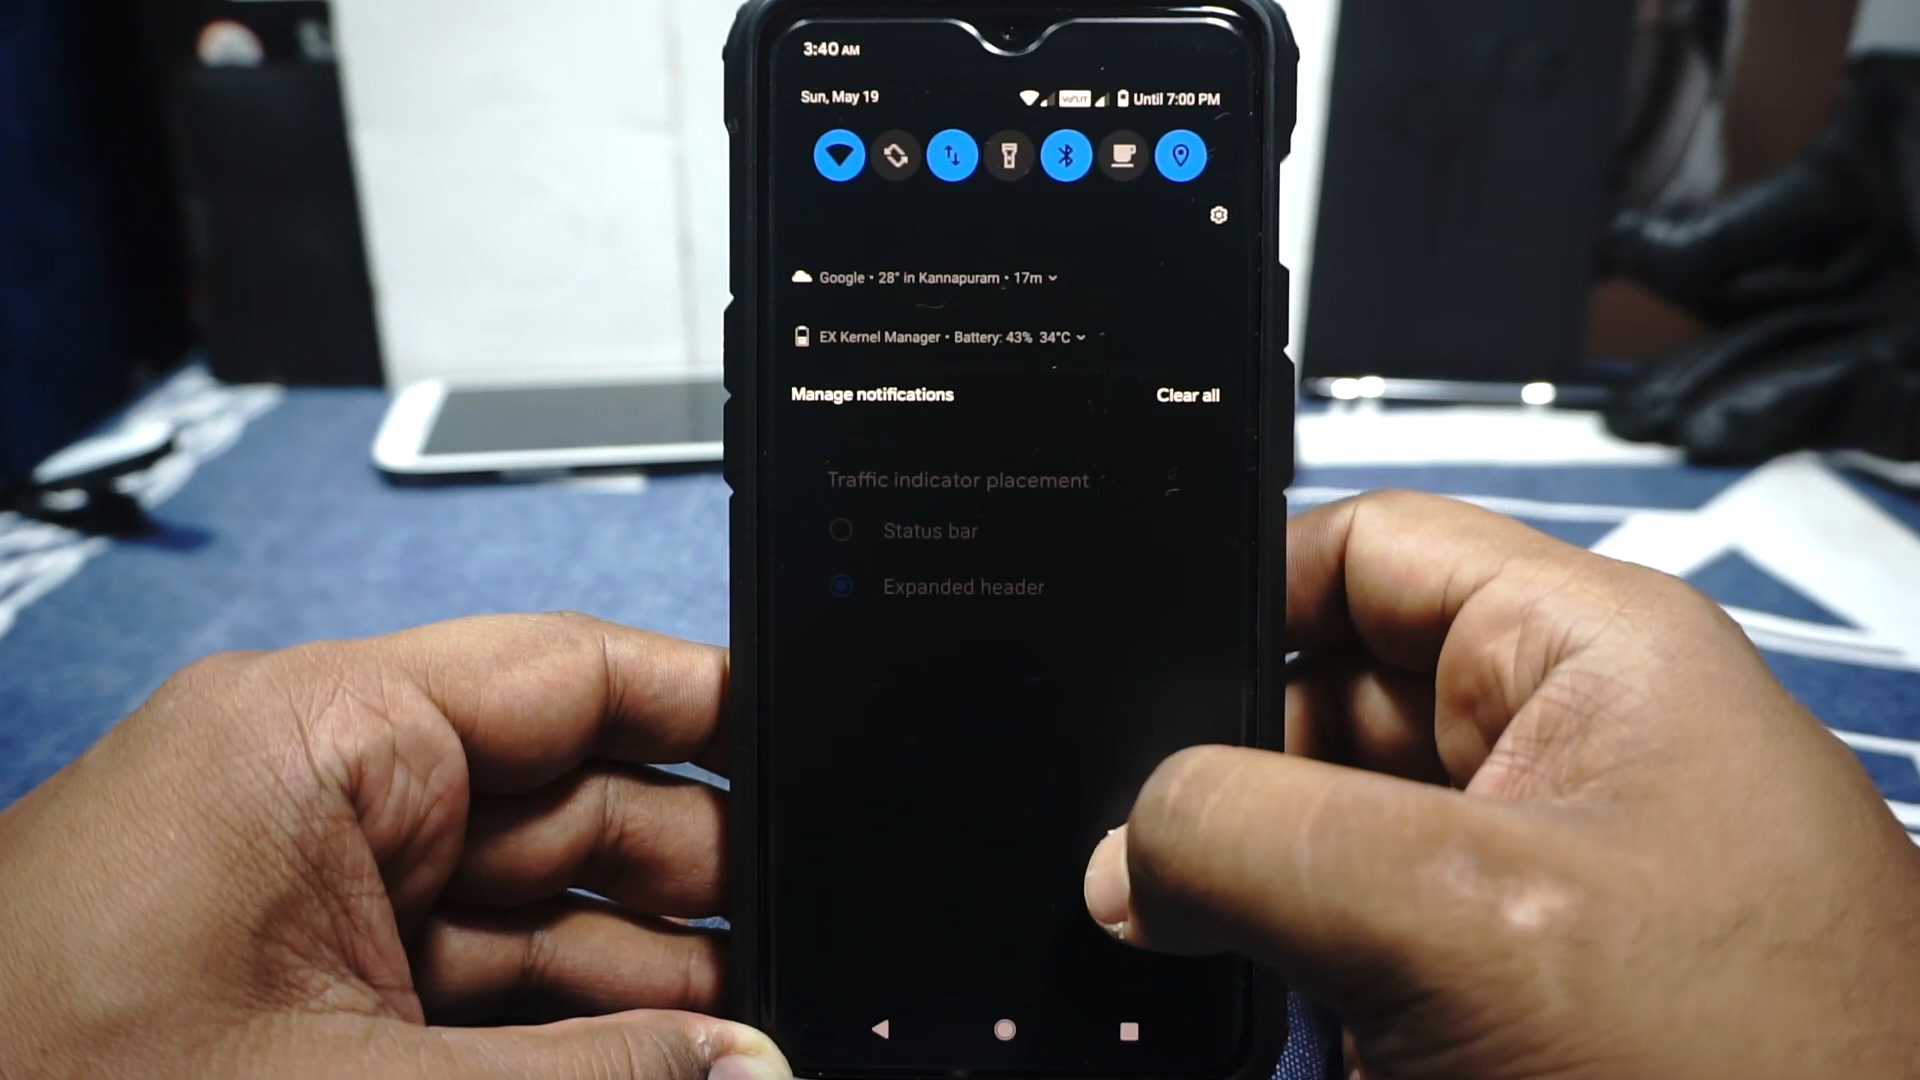 3:40 AM
Sun, May 19
Until 7:00 PM
Google • 28° in Kannapuram • 17m
EX Kernel Manager • Battery: 43% 34°C
Manage notifications
Clear all
Traffic indicator placement
Status bar
Expanded header